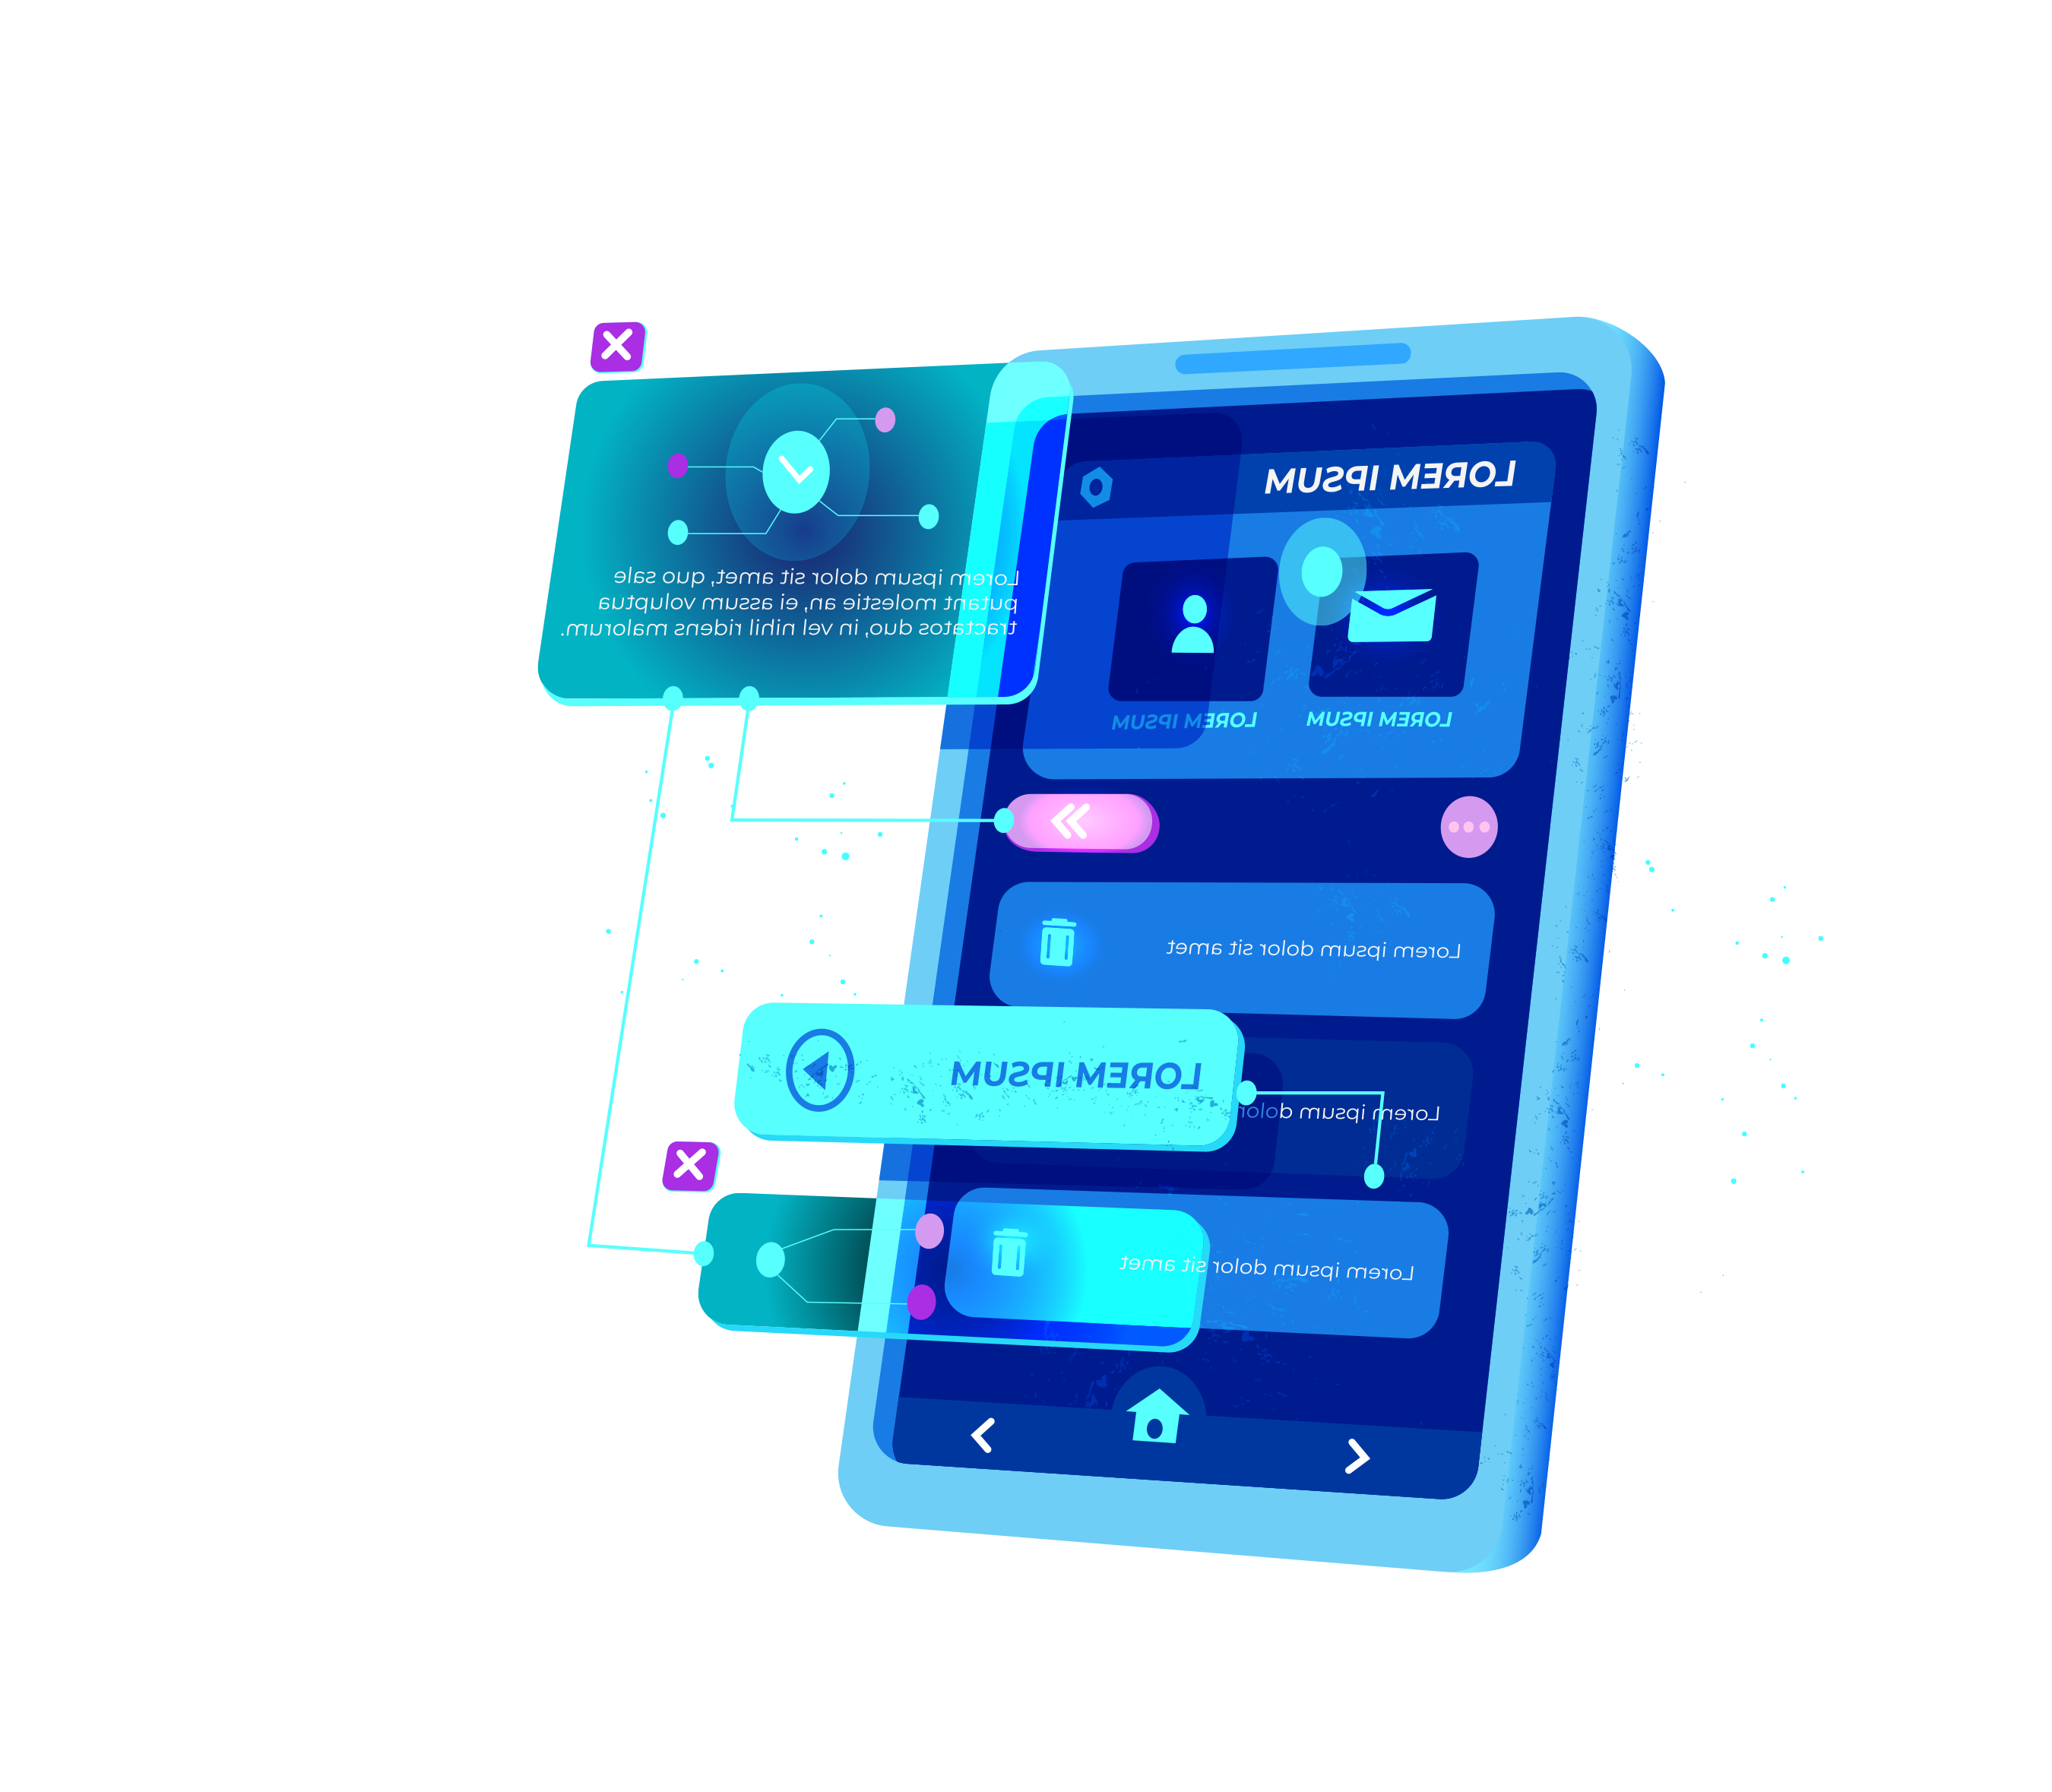 LOREM IPSUM
Lorem ipsum dolor sit amet, quo sale
putant molestie an, ei assum voluptua
tractatos quo, in vel nihil ridens malorum.
LOREM IPSUM
LOREM IPSUM
Lorem ipsum dolor sit amet
LOREM IPSUM
Lorem ipsum dolor
Lorem ipsum dolor sit amet